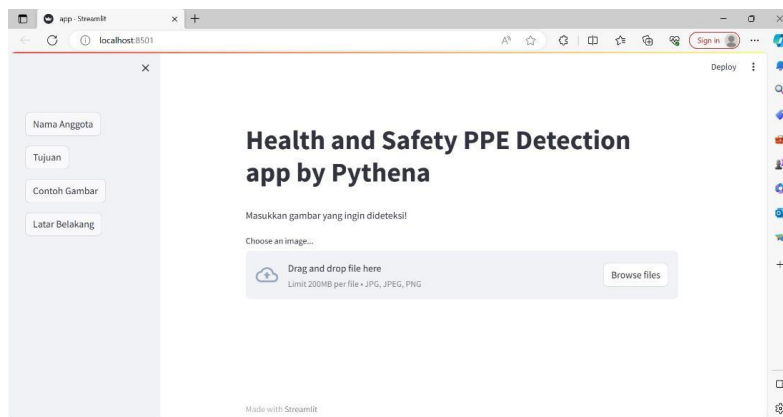 app · Streamlit
localhost:8501
Sign in
Deploy
Nama Anggota
Tujuan
Contoh Gambar
Latar Belakang
Health and Safety PPE Detection
app by Pythena
Masukkan gambar yang ingin dideteksi!
Choose an image...
Drag and drop file here
Limit 200MB per file • JPG, JPEG, PNG
Browse files
Made with Streamlit